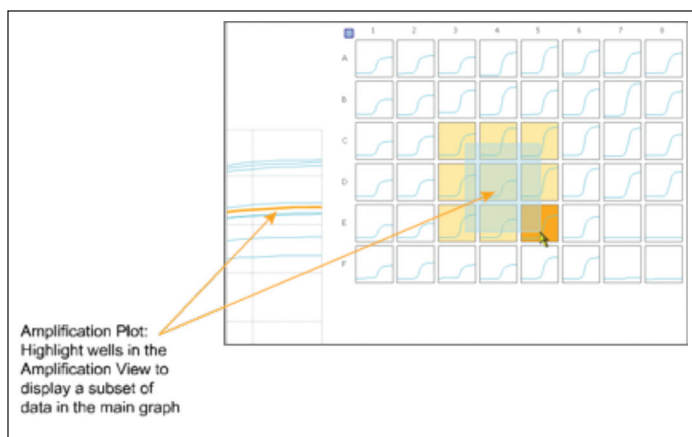 1 2 3 4 5 6 7 8
A
B
C
D
E
F
Amplification Plot:
Highlight wells in the
Amplification View to
display a subset of
data in the main graph